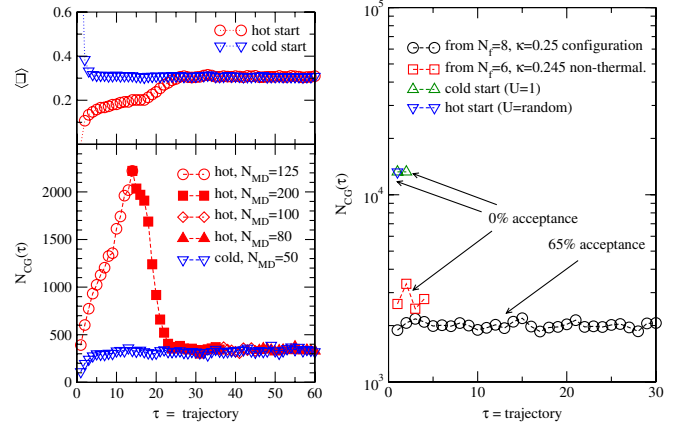 0.6
0.4
0.2
⟨□⟩
hot start
cold start
2000
1500
1000
500
0
N_CG(τ)
hot, N_MD=125
hot, N_MD=200
hot, N_MD=100
hot, N_MD=80
cold, N_MD=50
0 10 20 30 40 50 60
τ = trajectory
10^5
10^4
10^3
N_CG(τ)
from N_f=8, κ=0.25 configuration
from N_f=6, κ=0.245 non-thermal.
cold start (U=1)
hot start (U=random)
0% acceptance
65% acceptance
0 10 20 30
τ = trajectory